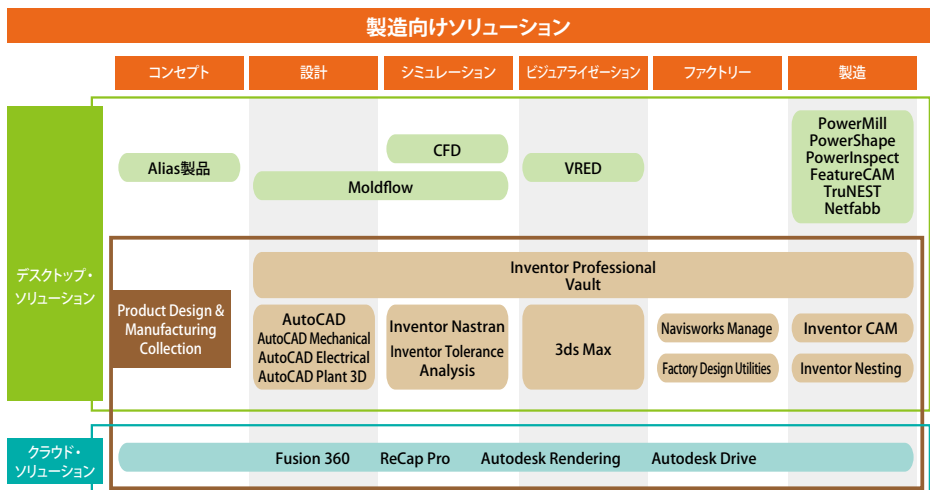 製造向けソリューション
コンセプト
設計
シミュレーション
ビジュアライゼーション
ファクトリー
製造
デスクトップ・
ソリューション
Alias製品
CFD
Moldflow
VRED
PowerMill
PowerShape
PowerInspect
FeatureCAM
TruNEST
Netfabb
Product Design &
Manufacturing
Collection
Inventor Professional
Vault
AutoCAD
AutoCAD Mechanical
AutoCAD Electrical
AutoCAD Plant 3D
Inventor Nastran
Inventor Tolerance
Analysis
3ds Max
Navisworks Manage
Factory Design Utilities
Inventor CAM
Inventor Nesting
クラウド・
ソリューション
Fusion 360 ReCap Pro Autodesk Rendering Autodesk Drive